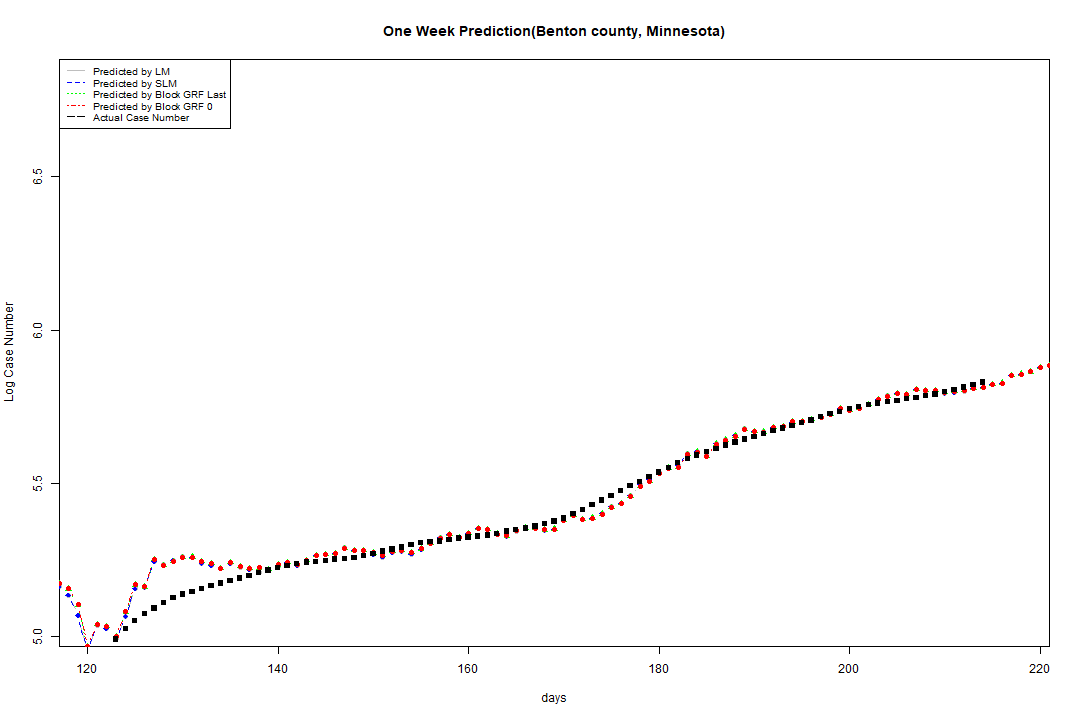 One Week Prediction(Benton county, Minnesota)
Predicted by LM
Predicted by SLM
Predicted by Block GRF Last
Predicted by Block GRF 0
Actual Case Number
6.5
6.0
5.5
5.0
Log Case Number
120 140 160 180 200 220
days